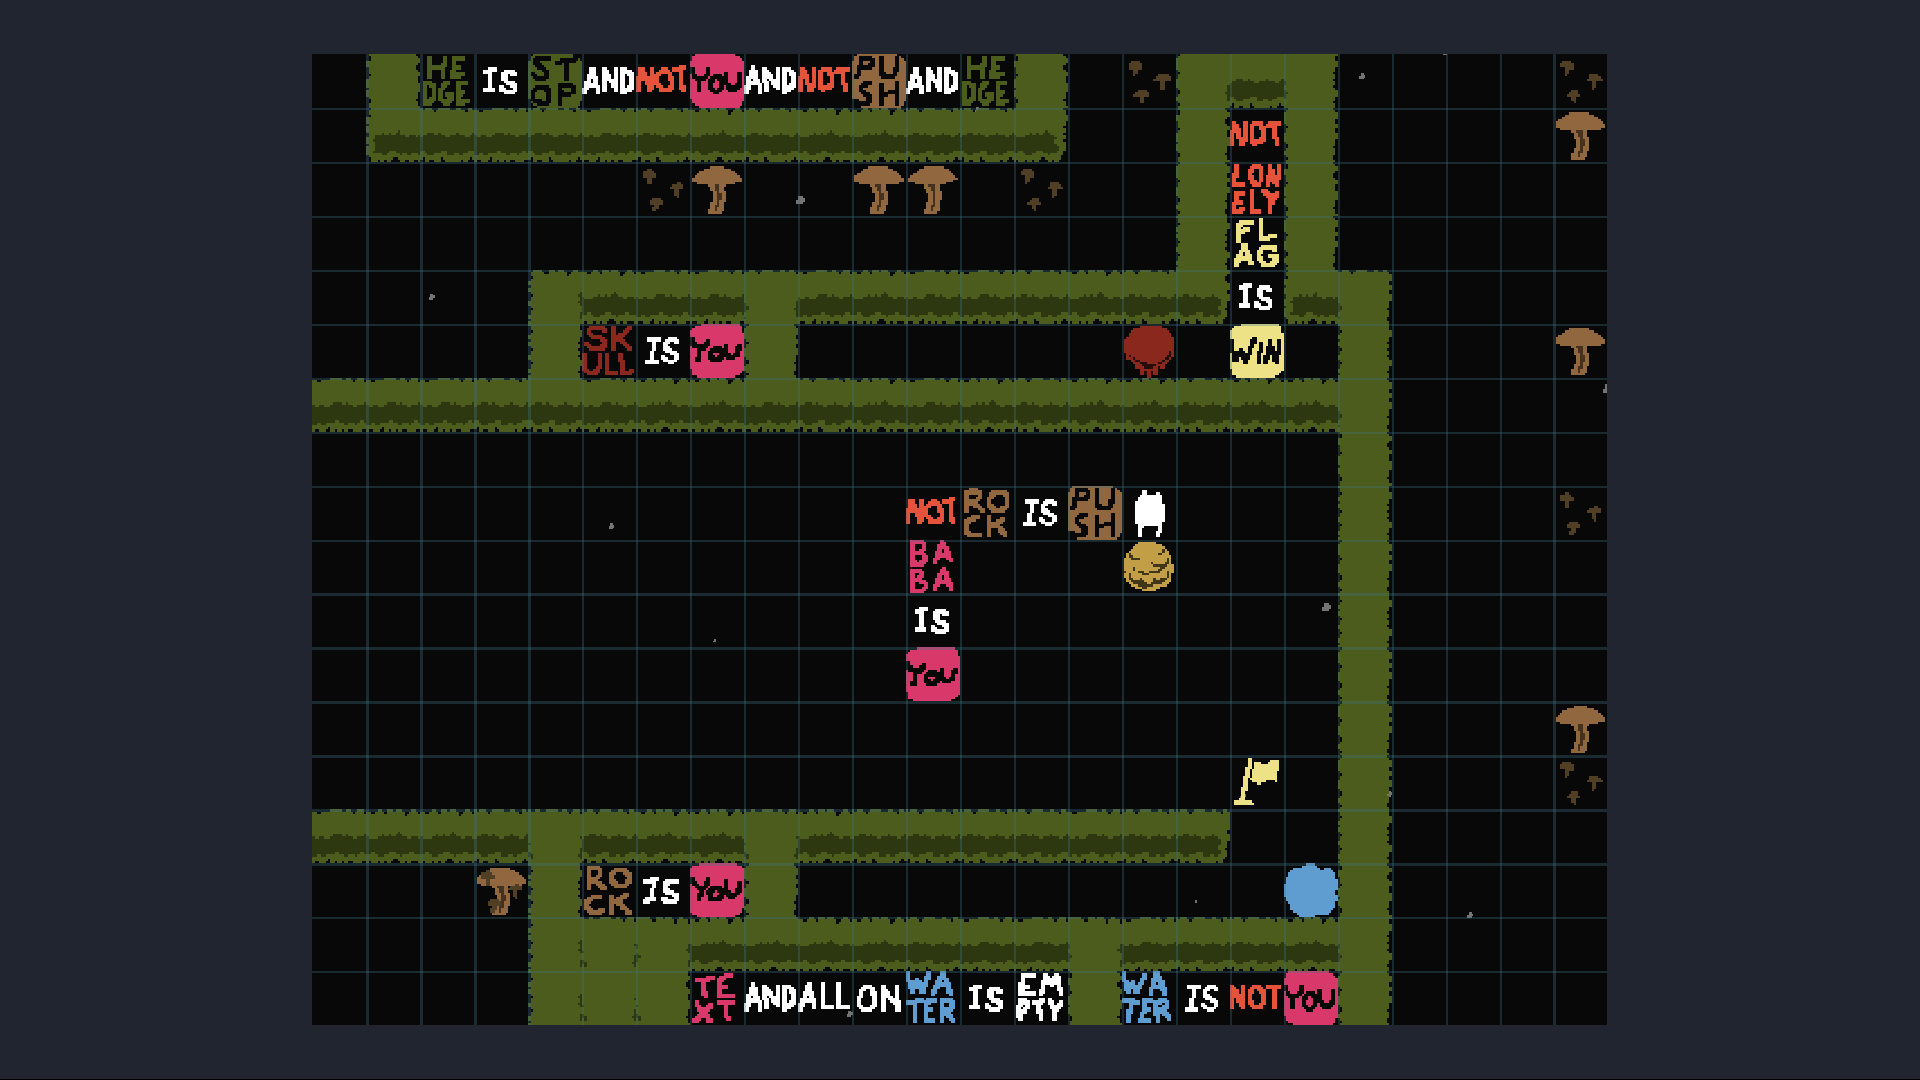 HEDGE IS STOP AND NOT YOU AND NOT PUSH AND HEDGE
NOT
LONELY
FLAG
IS
WIN
SKULL IS YOU
NOT ROCK IS PUSH
BABA
IS
YOU
ROCK IS YOU
TEXT AND ALL ON WATER IS EMPTY
WATER IS NOT YOU